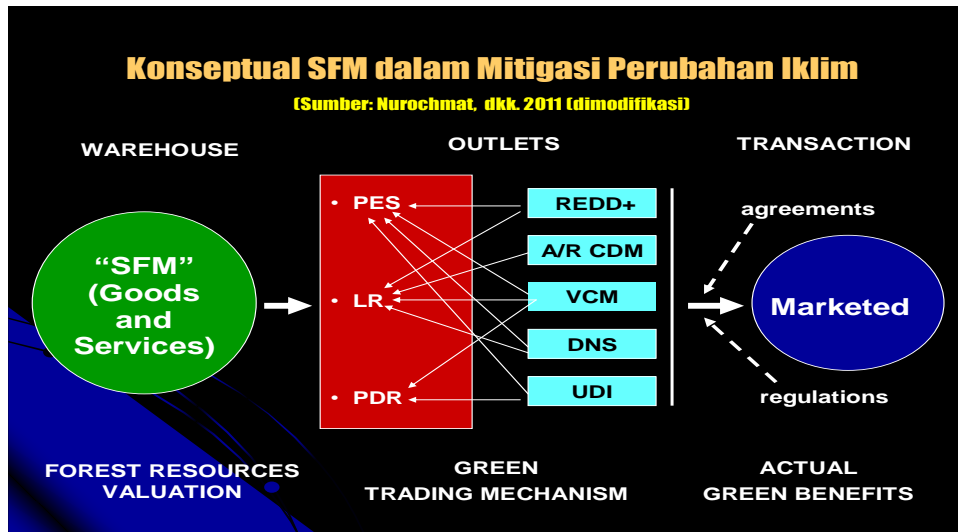 Konseptual SFM dalam Mitigasi Perubahan Iklim
(Sumber: Nurochmat, dkk. 2011 (dimodifikasi)
WAREHOUSE
OUTLETS
TRANSACTION
“SFM”
(Goods
and
Services)
• PES
• LR
• PDR
REDD+
A/R CDM
VCM
DNS
UDI
agreements
Marketed
regulations
FOREST RESOURCES
VALUATION
GREEN
TRADING MECHANISM
ACTUAL
GREEN BENEFITS